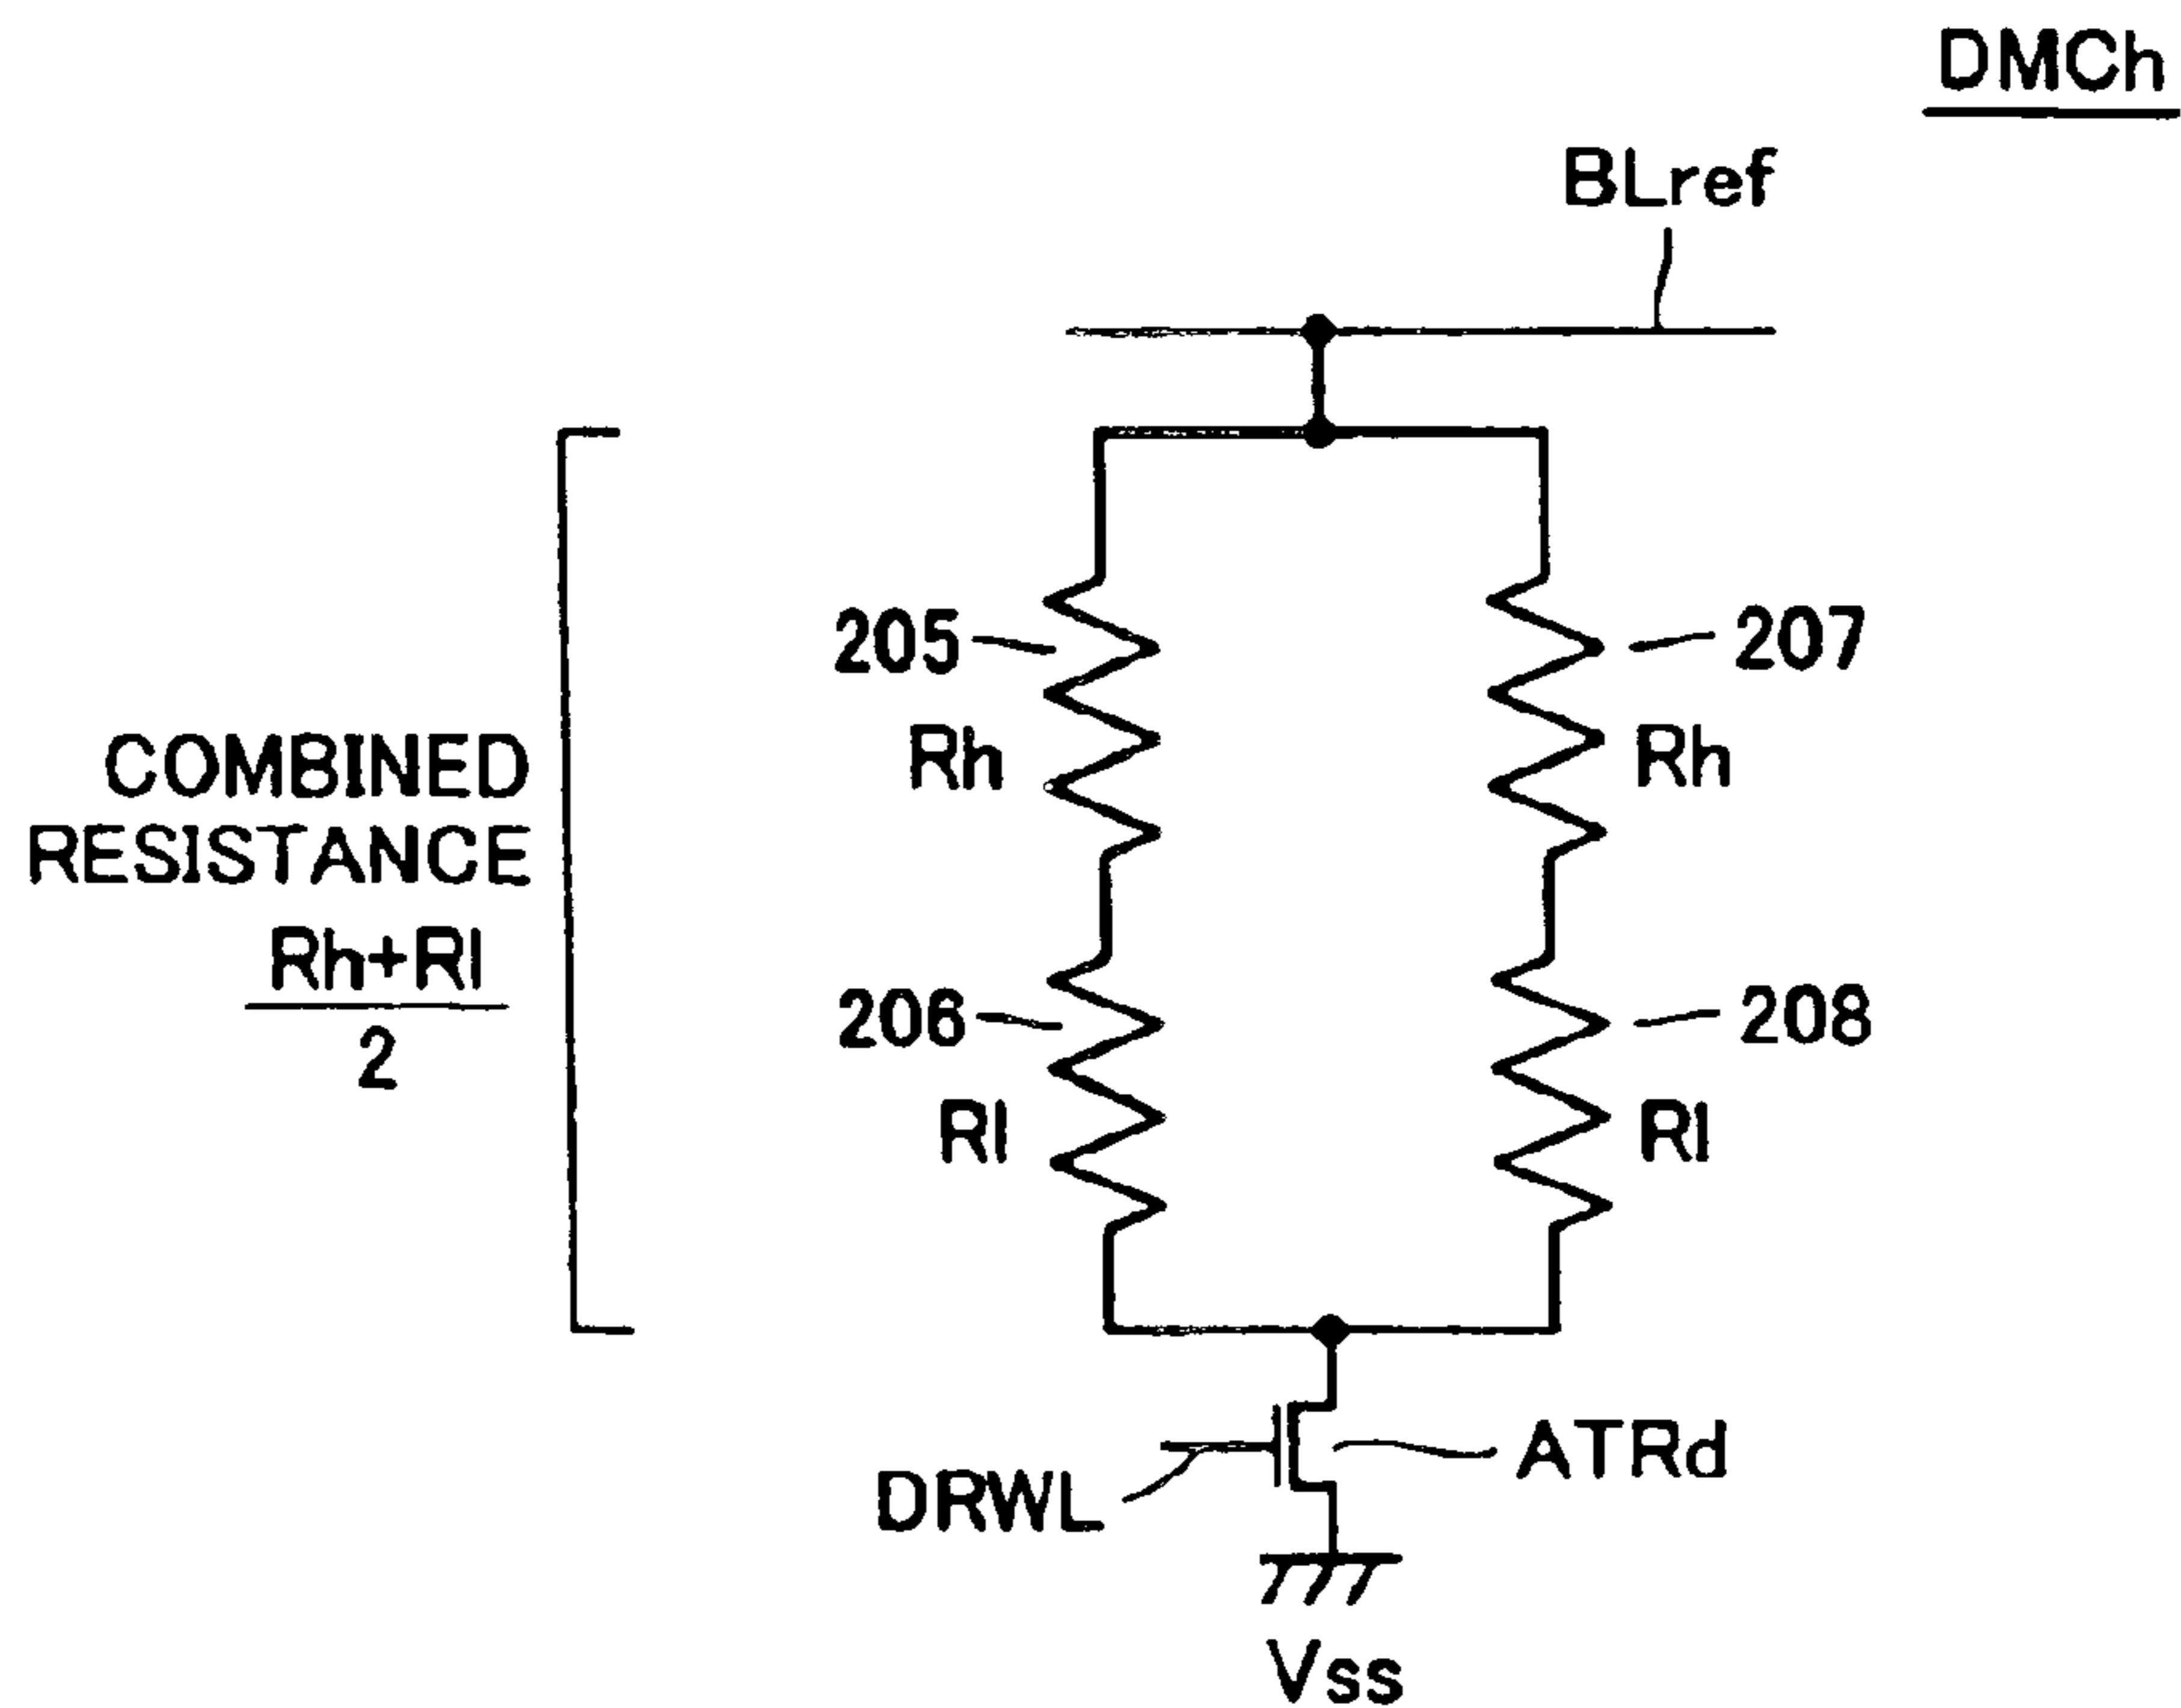 DMCh
BLref
205
207
Rh
Rh
COMBINED
RESISTANCE
Rh+Rl
2
206
208
Rl
Rl
ATRd
DRWL
Vss